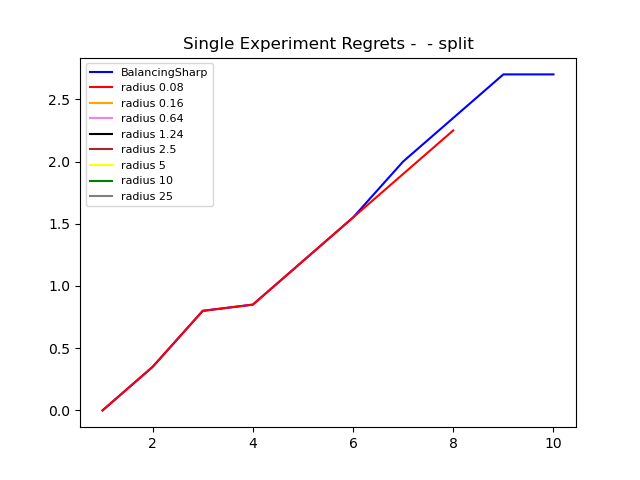 Single Experiment Regrets -  - split
BalancingSharp
radius 0.08
radius 0.16
radius 0.64
radius 1.24
radius 2.5
radius 5
radius 10
radius 25
2.5
2.0
1.5
1.0
0.5
0.0
2 4 6 8 10